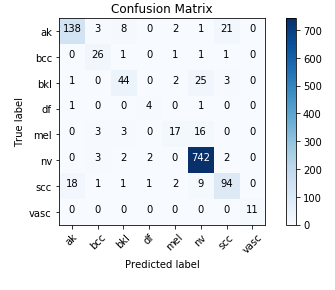 Confusion Matrix
ak 138 3 8 0 2 1 21 0
bcc 0 26 1 0 1 1 1 0
bkl 1 0 44 0 2 25 3 0
df 1 0 0 4 0 1 0 0
mel 0 3 3 0 17 16 0 0
nv 0 3 2 2 0 742 2 0
scc 18 1 1 1 2 9 94 0
vasc 0 0 0 0 0 0 0 11
ak bcc bkl df mel nv scc vasc
True label
Predicted label
700
600
500
400
300
200
100
0